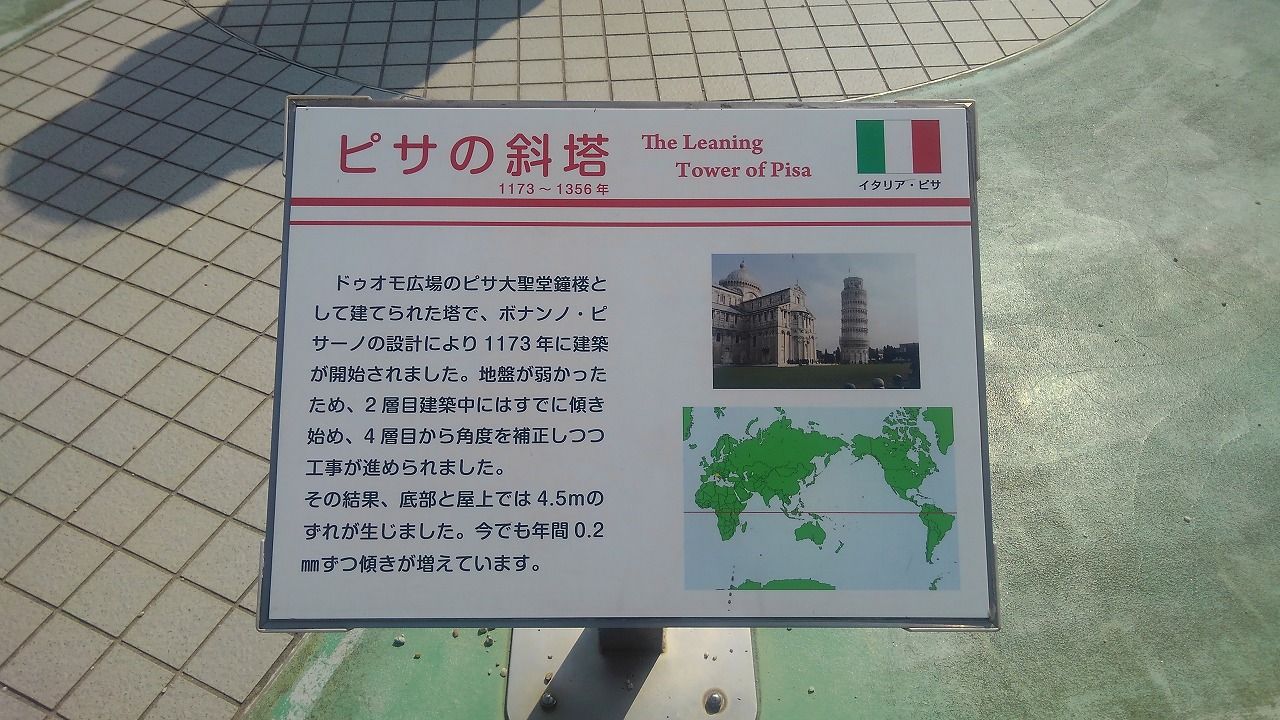 ピサの斜塔
1173～1356年
The Leaning
Tower of Pisa
イタリア・ピサ
ドゥオモ広場のピサ大聖堂鐘楼と
して建てられた塔で、ボナンノ・ピ
サーノの設計により1173年に建築
が開始されました。地盤が弱かった
ため、2層目建築中にはすでに傾き
始め、4層目から角度を補正しつつ
工事が進められました。
その結果、底部と屋上では4.5mの
ずれが生じました。今でも年間0.2
㎜ずつ傾きが増えています。